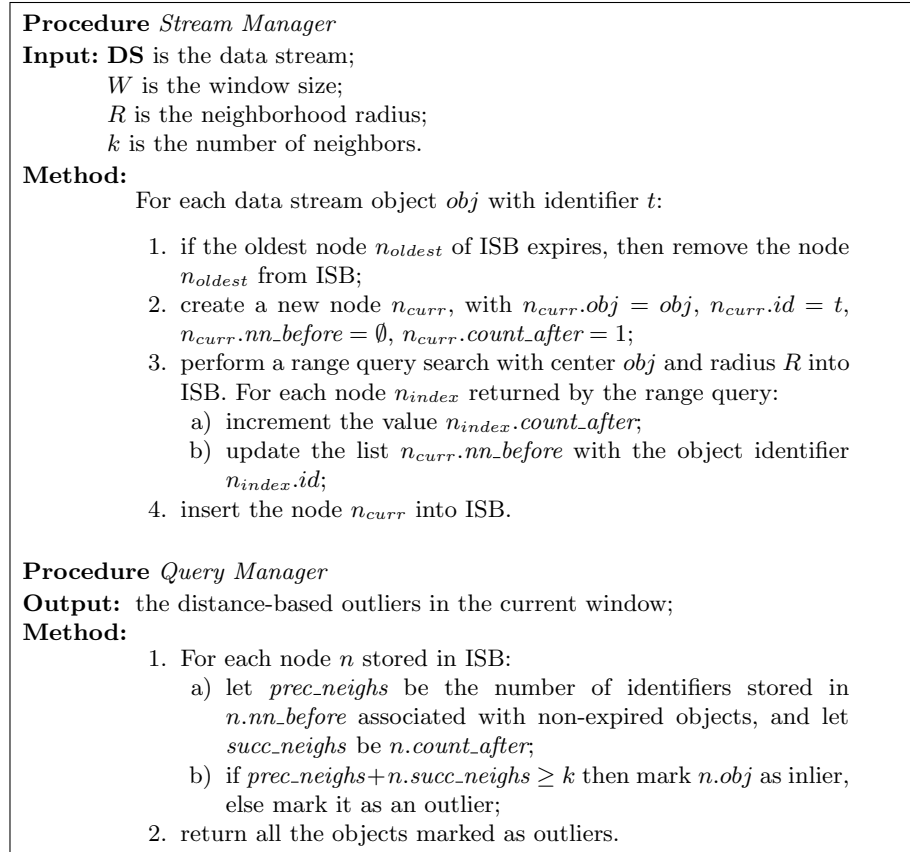 Procedure Stream Manager
Input: DS is the data stream;
W is the window size;
R is the neighborhood radius;
k is the number of neighbors.
Method:
For each data stream object obj with identifier t:
1. if the oldest node n_oldest of ISB expires, then remove the node
n_oldest from ISB;
2. create a new node n_curr, with n_curr.obj = obj, n_curr.id = t,
n_curr.nn_before = ∅, n_curr.count_after = 1;
3. perform a range query search with center obj and radius R into
ISB. For each node n_index returned by the range query:
a) increment the value n_index.count_after;
b) update the list n_curr.nn_before with the object identifier
n_index.id;
4. insert the node n_curr into ISB.
Procedure Query Manager
Output: the distance-based outliers in the current window;
Method:
1. For each node n stored in ISB:
a) let prec_neighs be the number of identifiers stored in
n.nn_before associated with non-expired objects, and let
succ_neighs be n.count_after;
b) if prec_neighs+n.succ_neighs ≥ k then mark n.obj as inlier,
else mark it as an outlier;
2. return all the objects marked as outliers.